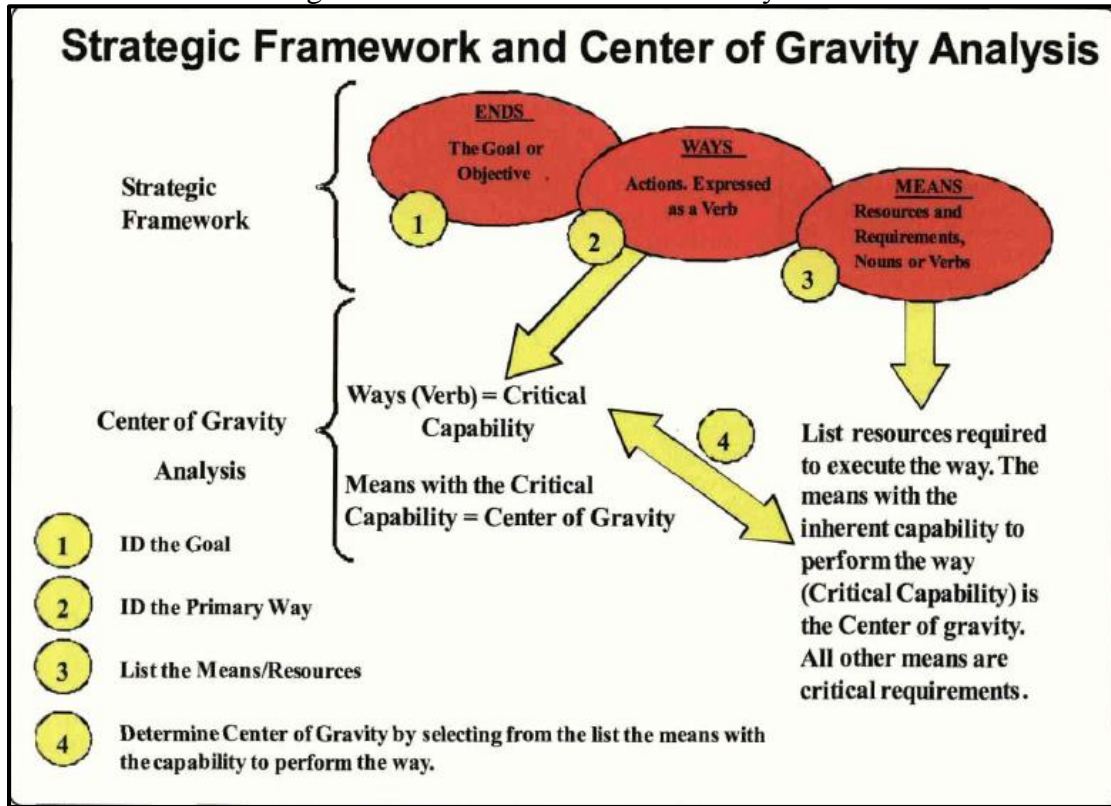 Strategic Framework and Center of Gravity Analysis
ENDS
The Goal or
Objective
WAYS
Actions. Expressed
as a Verb
MEANS
Resources and
Requirements,
Nouns or Verbs
1
2
3
Strategic
Framework
Center of Gravity
Analysis
Ways (Verb) = Critical
Capability
Means with the Critical
Capability = Center of Gravity
4
List resources required
to execute the way. The
means with the
inherent capability to
perform the way
(Critical Capability) is
the Center of gravity.
All other means are
critical requirements.
1 ID the Goal
2 ID the Primary Way
3 List the Means/Resources
4 Determine Center of Gravity by selecting from the list the means with
the capability to perform the way.